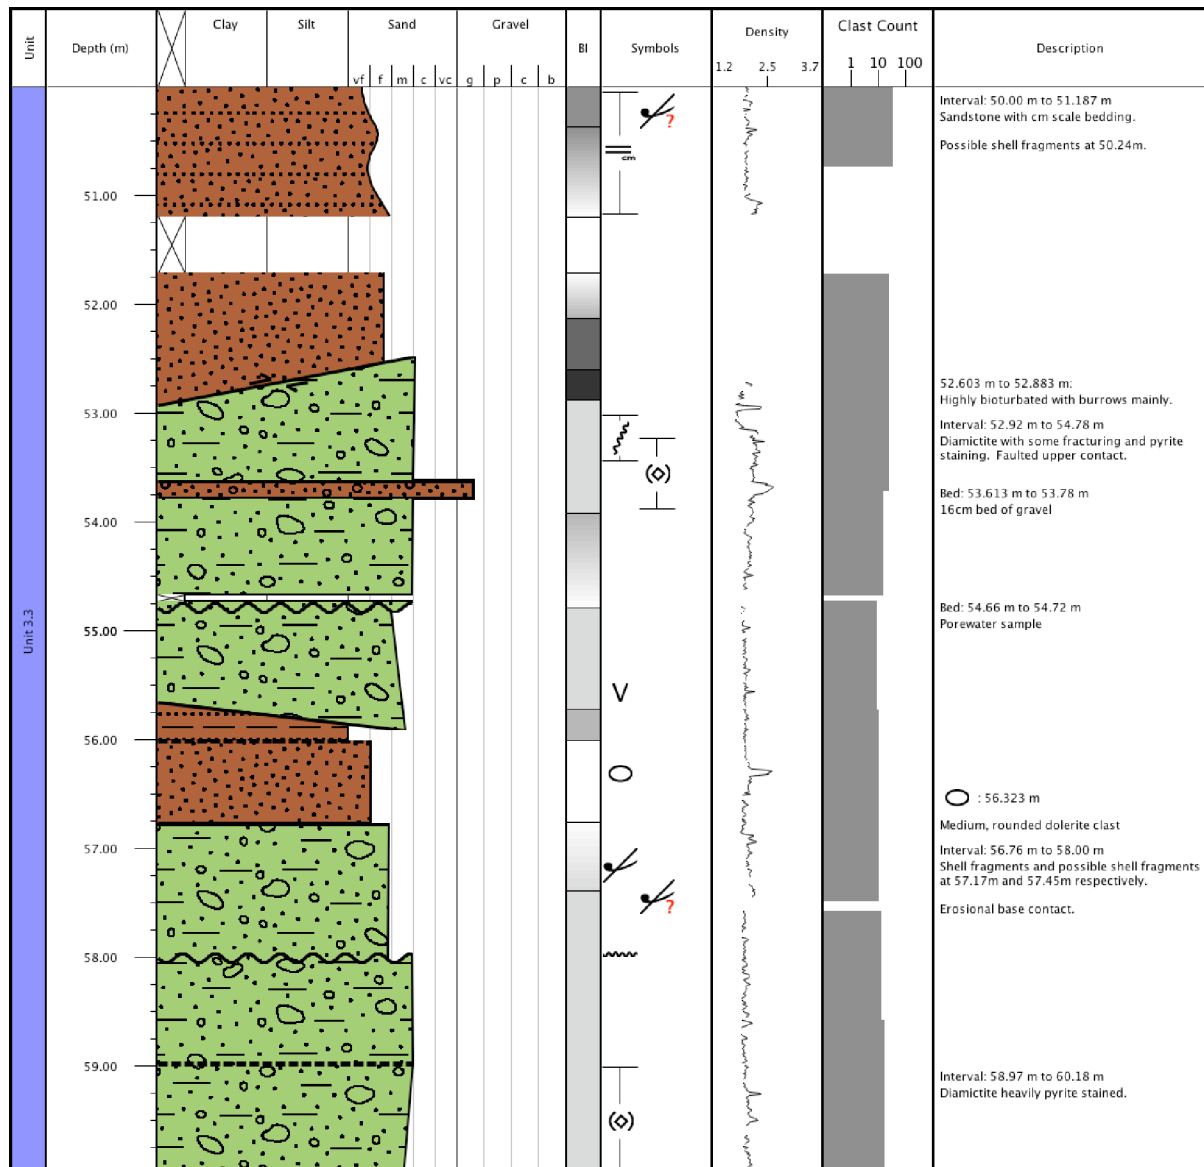 Unit
Depth (m)
Clay
Silt
Sand
Gravel
vf f m c vc g p c b
BI
Symbols
Density
1.2 2.5 3.7
Clast Count
1 10 100
Description
Unit 3.3
51.00
52.00
53.00
54.00
55.00
56.00
57.00
58.00
59.00
?
cm
V
?
Interval: 50.00 m to 51.187 m
Sandstone with cm scale bedding.
Possible shell fragments at 50.24m.
52.603 m to 52.883 m:
Highly bioturbated with burrows mainly.
Interval: 52.92 m to 54.78 m
Diamictite with some fracturing and pyrite
staining. Faulted upper contact.
Bed: 53.613 m to 53.78 m
16cm bed of gravel
Bed: 54.66 m to 54.72 m
Porewater sample
: 56.323 m
Medium, rounded dolerite clast
Interval: 56.76 m to 58.00 m
Shell fragments and possible shell fragments
at 57.17m and 57.45m respectively.
Erosional base contact.
Interval: 58.97 m to 60.18 m
Diamictite heavily pyrite stained.